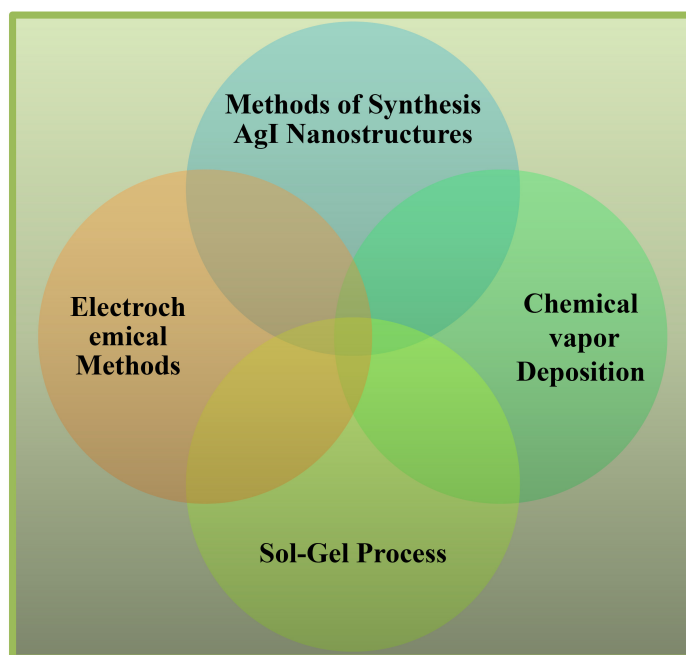 Methods of Synthesis
AgI Nanostructures
Electroch
emical
Methods
Chemical
vapor
Deposition
Sol-Gel Process